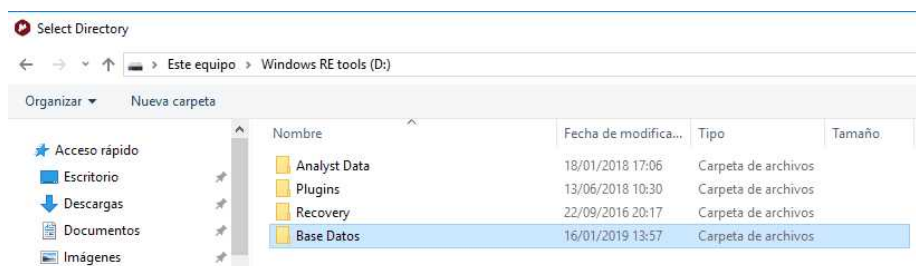 Select Directory
Este equipo > Windows RE tools (D:)
Organizar Nueva carpeta
Nombre Fecha de modifica... Tipo Tamaño
Acceso rápido
Escritorio
Descargas
Documentos
Imágenes
Analyst Data 18/01/2018 17:06 Carpeta de archivos
Plugins 13/06/2018 10:30 Carpeta de archivos
Recovery 22/09/2016 20:17 Carpeta de archivos
Base Datos 16/01/2019 13:57 Carpeta de archivos